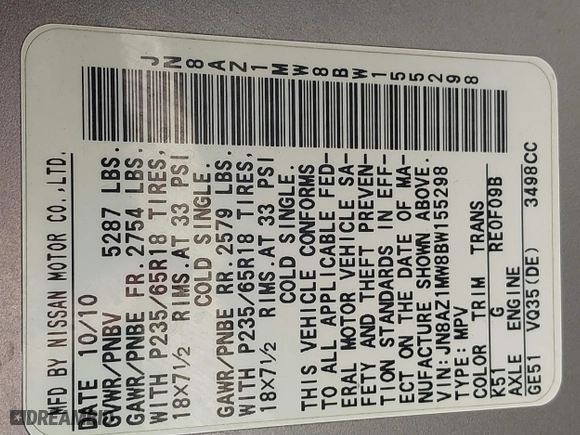 JN8AZ1MW8BW155298
MFD BY NISSAN MOTOR CO.,LTD.
DATE 10/10
GVWR/PNBV 5287 LBS.
GAWR/PNBE FR.2754 LBS.
WITH P235/65R18 TIRES,
18X7½ RIMS.AT 33 PSI
COLD SINGLE.
GAWR/PNBE RR.2579 LBS.
WITH P235/65R18 TIRES,
18X7½ RIMS.AT 33 PSI
COLD SINGLE.
THIS VEHICLE CONFORMS
TO ALL APPLICABLE FED-
ERAL MOTOR VEHICLE SA-
FETY AND THEFT PREVEN-
TION STANDARDS IN EFF-
ECT ON THE DATE OF MA-
NUFACTURE SHOWN ABOVE.
VIN:JN8AZ1MW8BW155298
TYPE:MPV
COLOR TRIM TRANS
K51 G RE0F09B
AXLE ENGINE
GE51 VQ35(DE) 3498CC